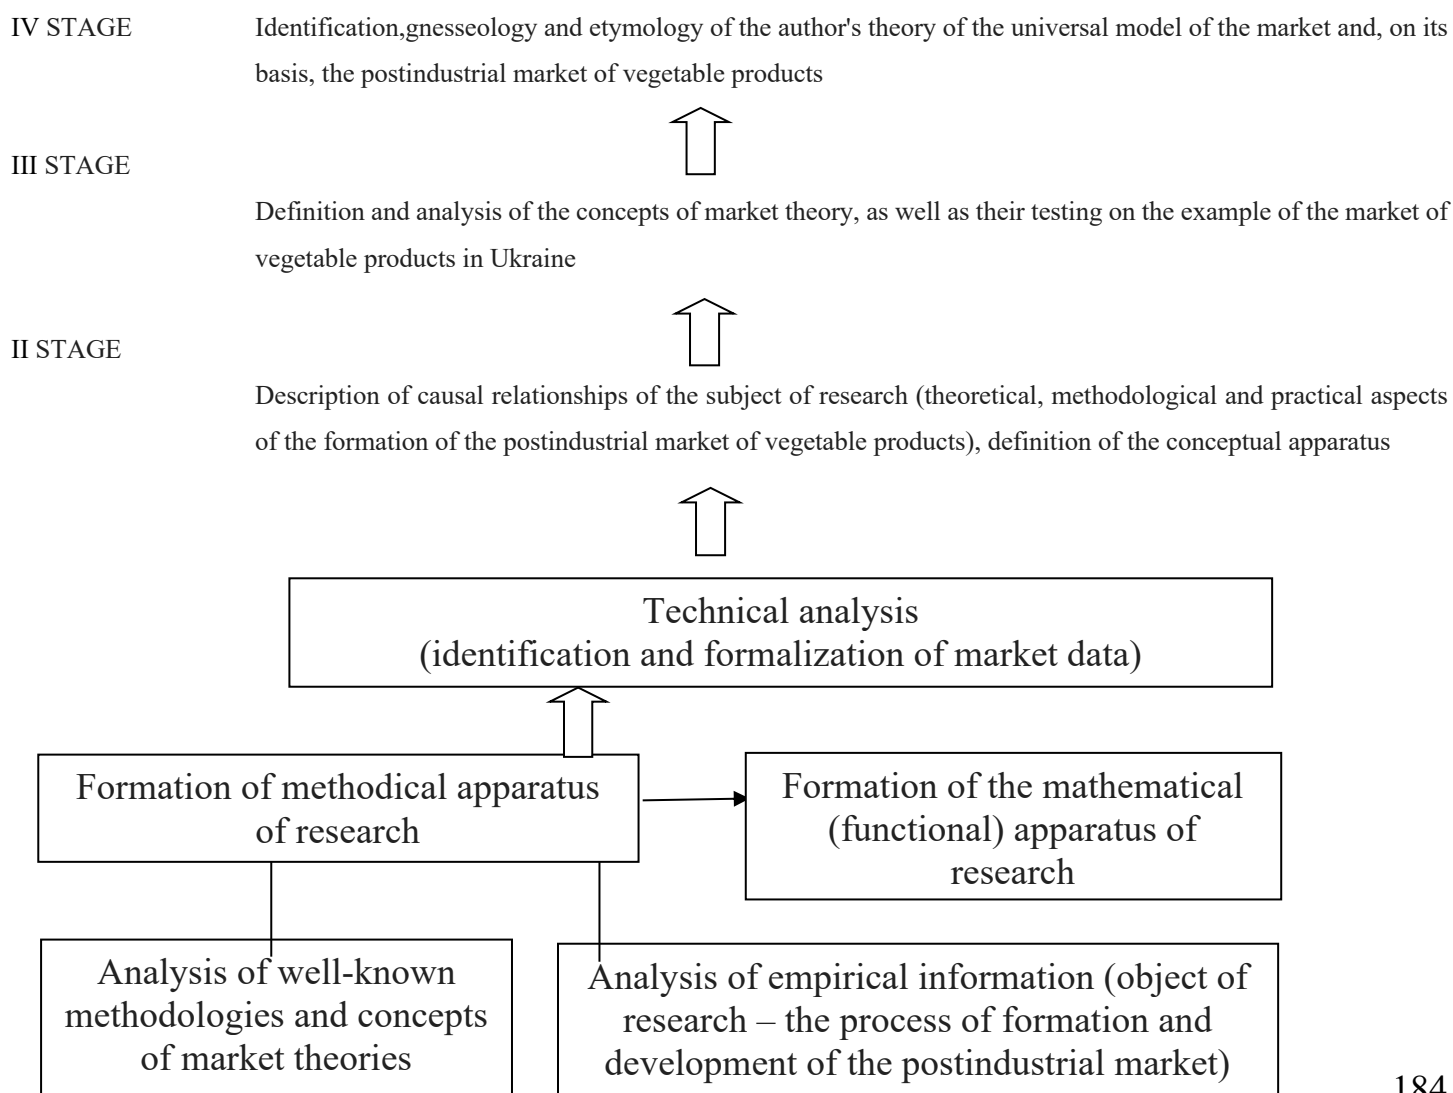 IV STAGE
Identification,gnesseology and etymology of the author's theory of the universal model of the market and, on its
basis, the postindustrial market of vegetable products
III STAGE
Definition and analysis of the concepts of market theory, as well as their testing on the example of the market of
vegetable products in Ukraine
II STAGE
Description of causal relationships of the subject of research (theoretical, methodological and practical aspects
of the formation of the postindustrial market of vegetable products), definition of the conceptual apparatus
Technical analysis
(identification and formalization of market data)
Formation of methodical apparatus
of research
Formation of the mathematical
(functional) apparatus of
research
Analysis of well-known
methodologies and concepts
of market theories
Analysis of empirical information (object of
research – the process of formation and
development of the postindustrial market)
184